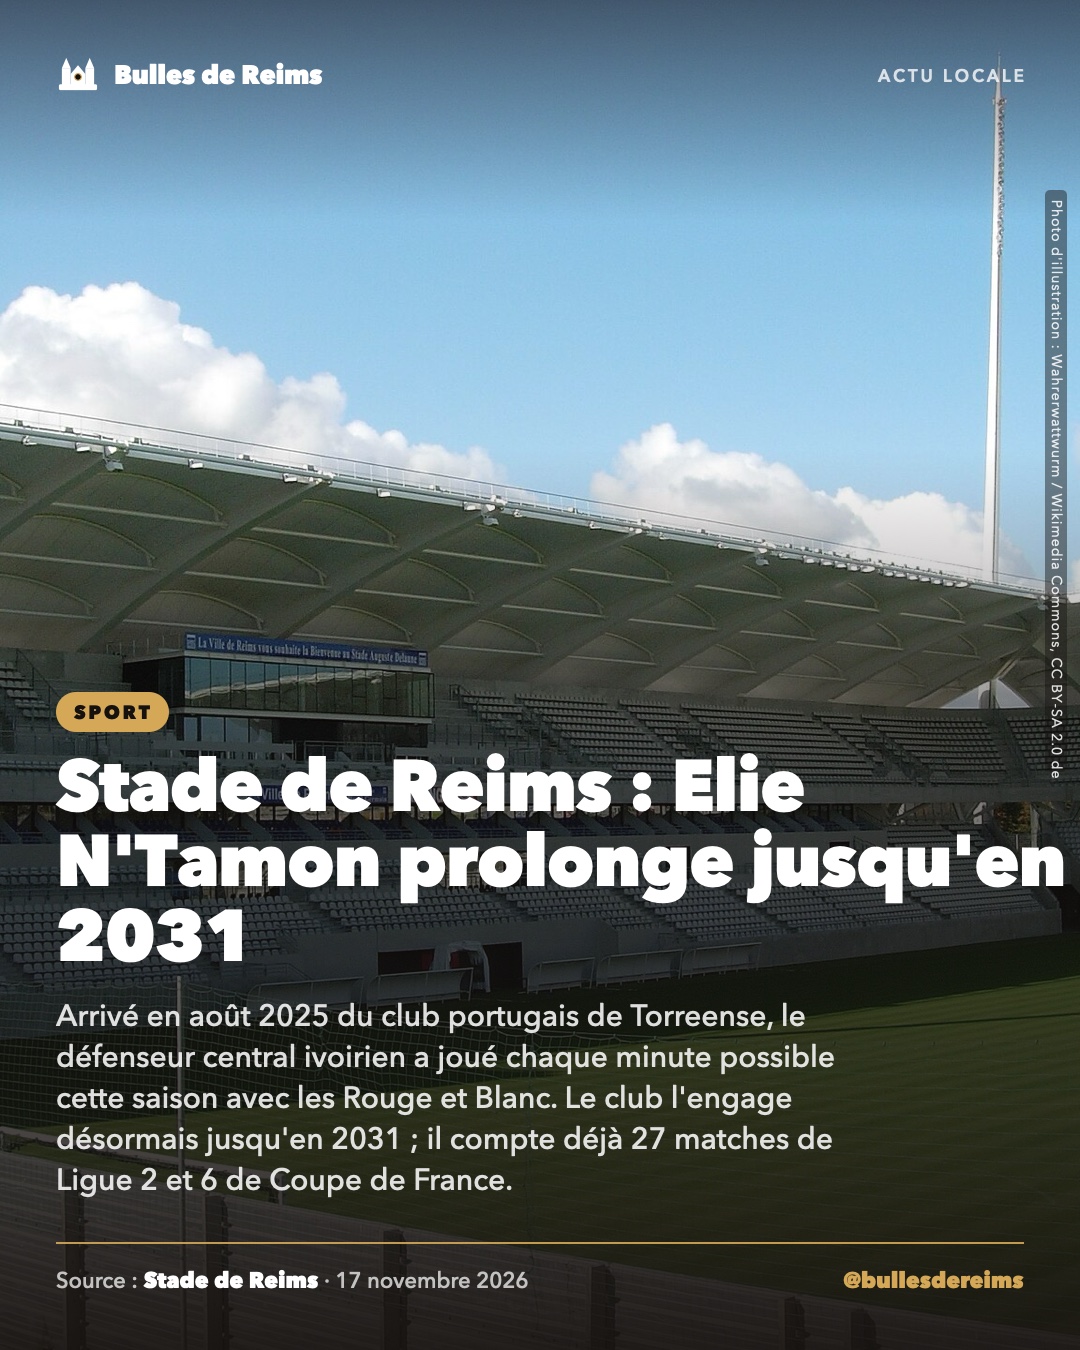 Bulles de Reims
ACTU LOCALE
Photo d'illustration : Wahrerwattwurm / Wikimedia Commons, CC BY-SA 2.0 de
La Ville de Reims vous souhaite la Bienvenue au Stade Auguste Delaune
SPORT
Stade de Reims : Elie
N'Tamon prolonge jusqu'en
2031
Arrivé en août 2025 du club portugais de Torreense, le
défenseur central ivoirien a joué chaque minute possible
cette saison avec les Rouge et Blanc. Le club l'engage
désormais jusqu'en 2031 ; il compte déjà 27 matches de
Ligue 2 et 6 de Coupe de France.
Source : Stade de Reims · 17 novembre 2026
@bullesdereims